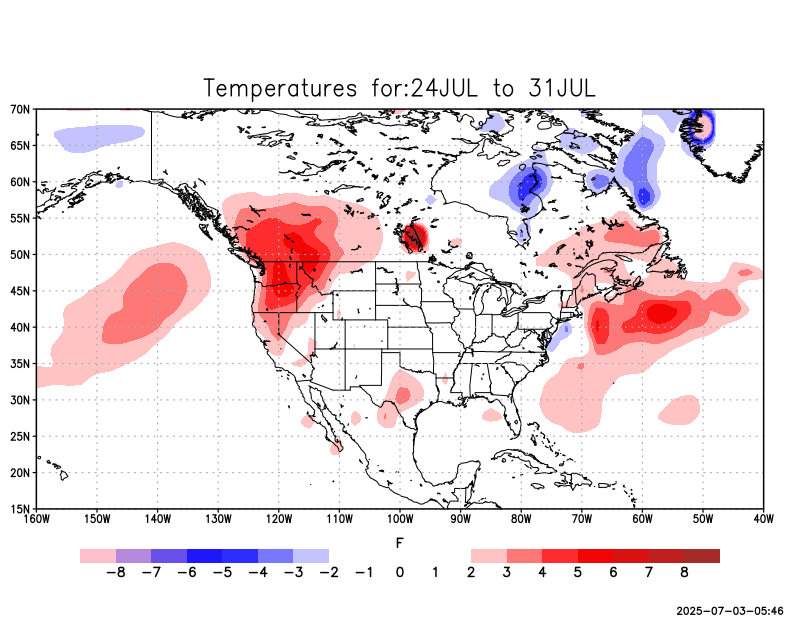 Temperatures for:24JUL to 31JUL
70N
65N
60N
55N
50N
45N
40N
35N
30N
25N
20N
15N
160W 150W 140W 130W 120W 110W 100W 90W 80W 70W 60W 50W 40W
F
−8 −7 −6 −5 −4 −3 −2 −1 0 1 2 3 4 5 6 7 8
2025-07-03-05:46